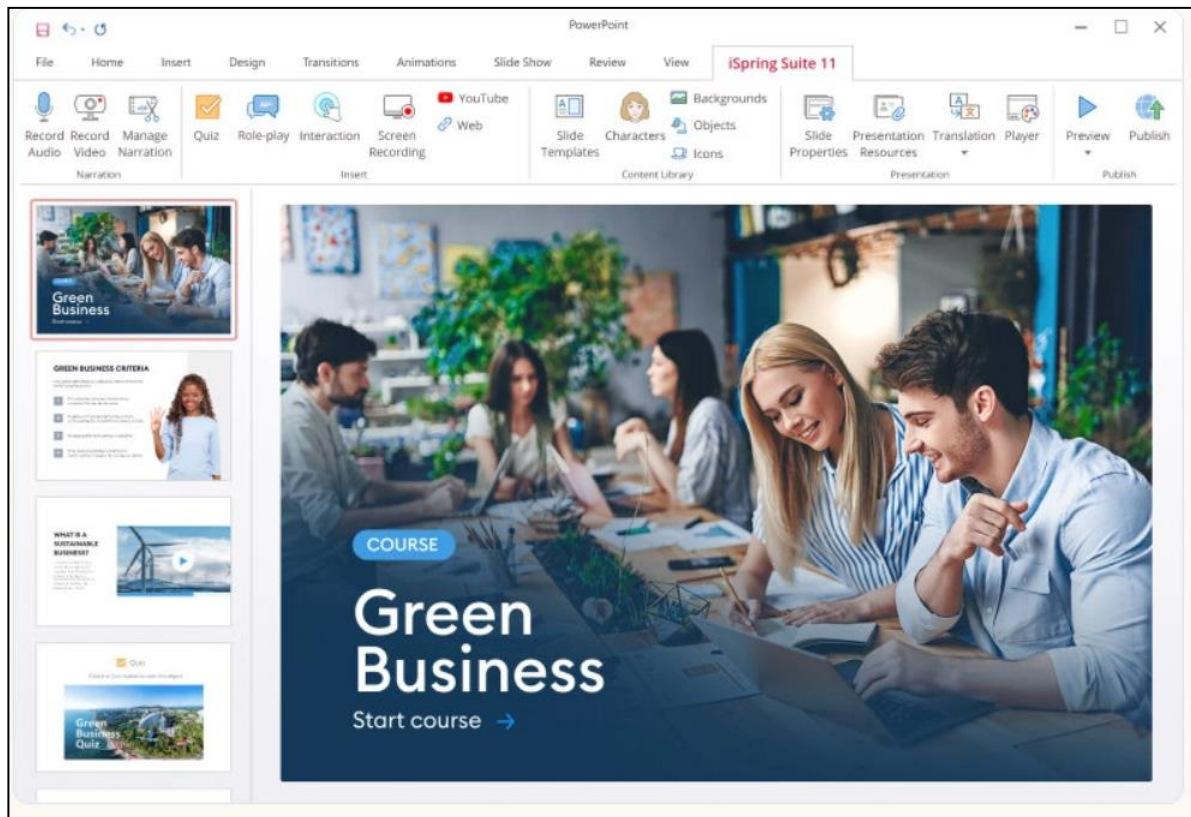 PowerPoint
File Home Insert Design Transitions Animations Slide Show Review View iSpring Suite 11
Record Audio
Record Video
Manage Narration
Narration
Quiz
Role-play
Interaction
Screen Recording
YouTube
Web
Insert
Slide Templates
Characters
Backgrounds
Objects
Icons
Content Library
Slide Properties
Presentation Resources
Translation
Player
Presentation
Preview
Publish
Publish
COURSE
Green
Business
Start course
GREEN BUSINESS CRITERIA
WHAT IS A
SUSTAINABLE
BUSINESS?
Quiz
Green
Business
Quiz
COURSE
Green
Business
Start course →